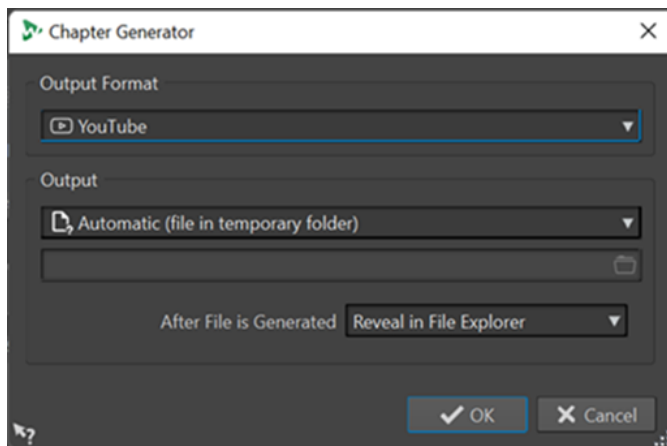 Chapter Generator
Output Format
YouTube
Output
Automatic (file in temporary folder)
After File is Generated Reveal in File Explorer
OK Cancel